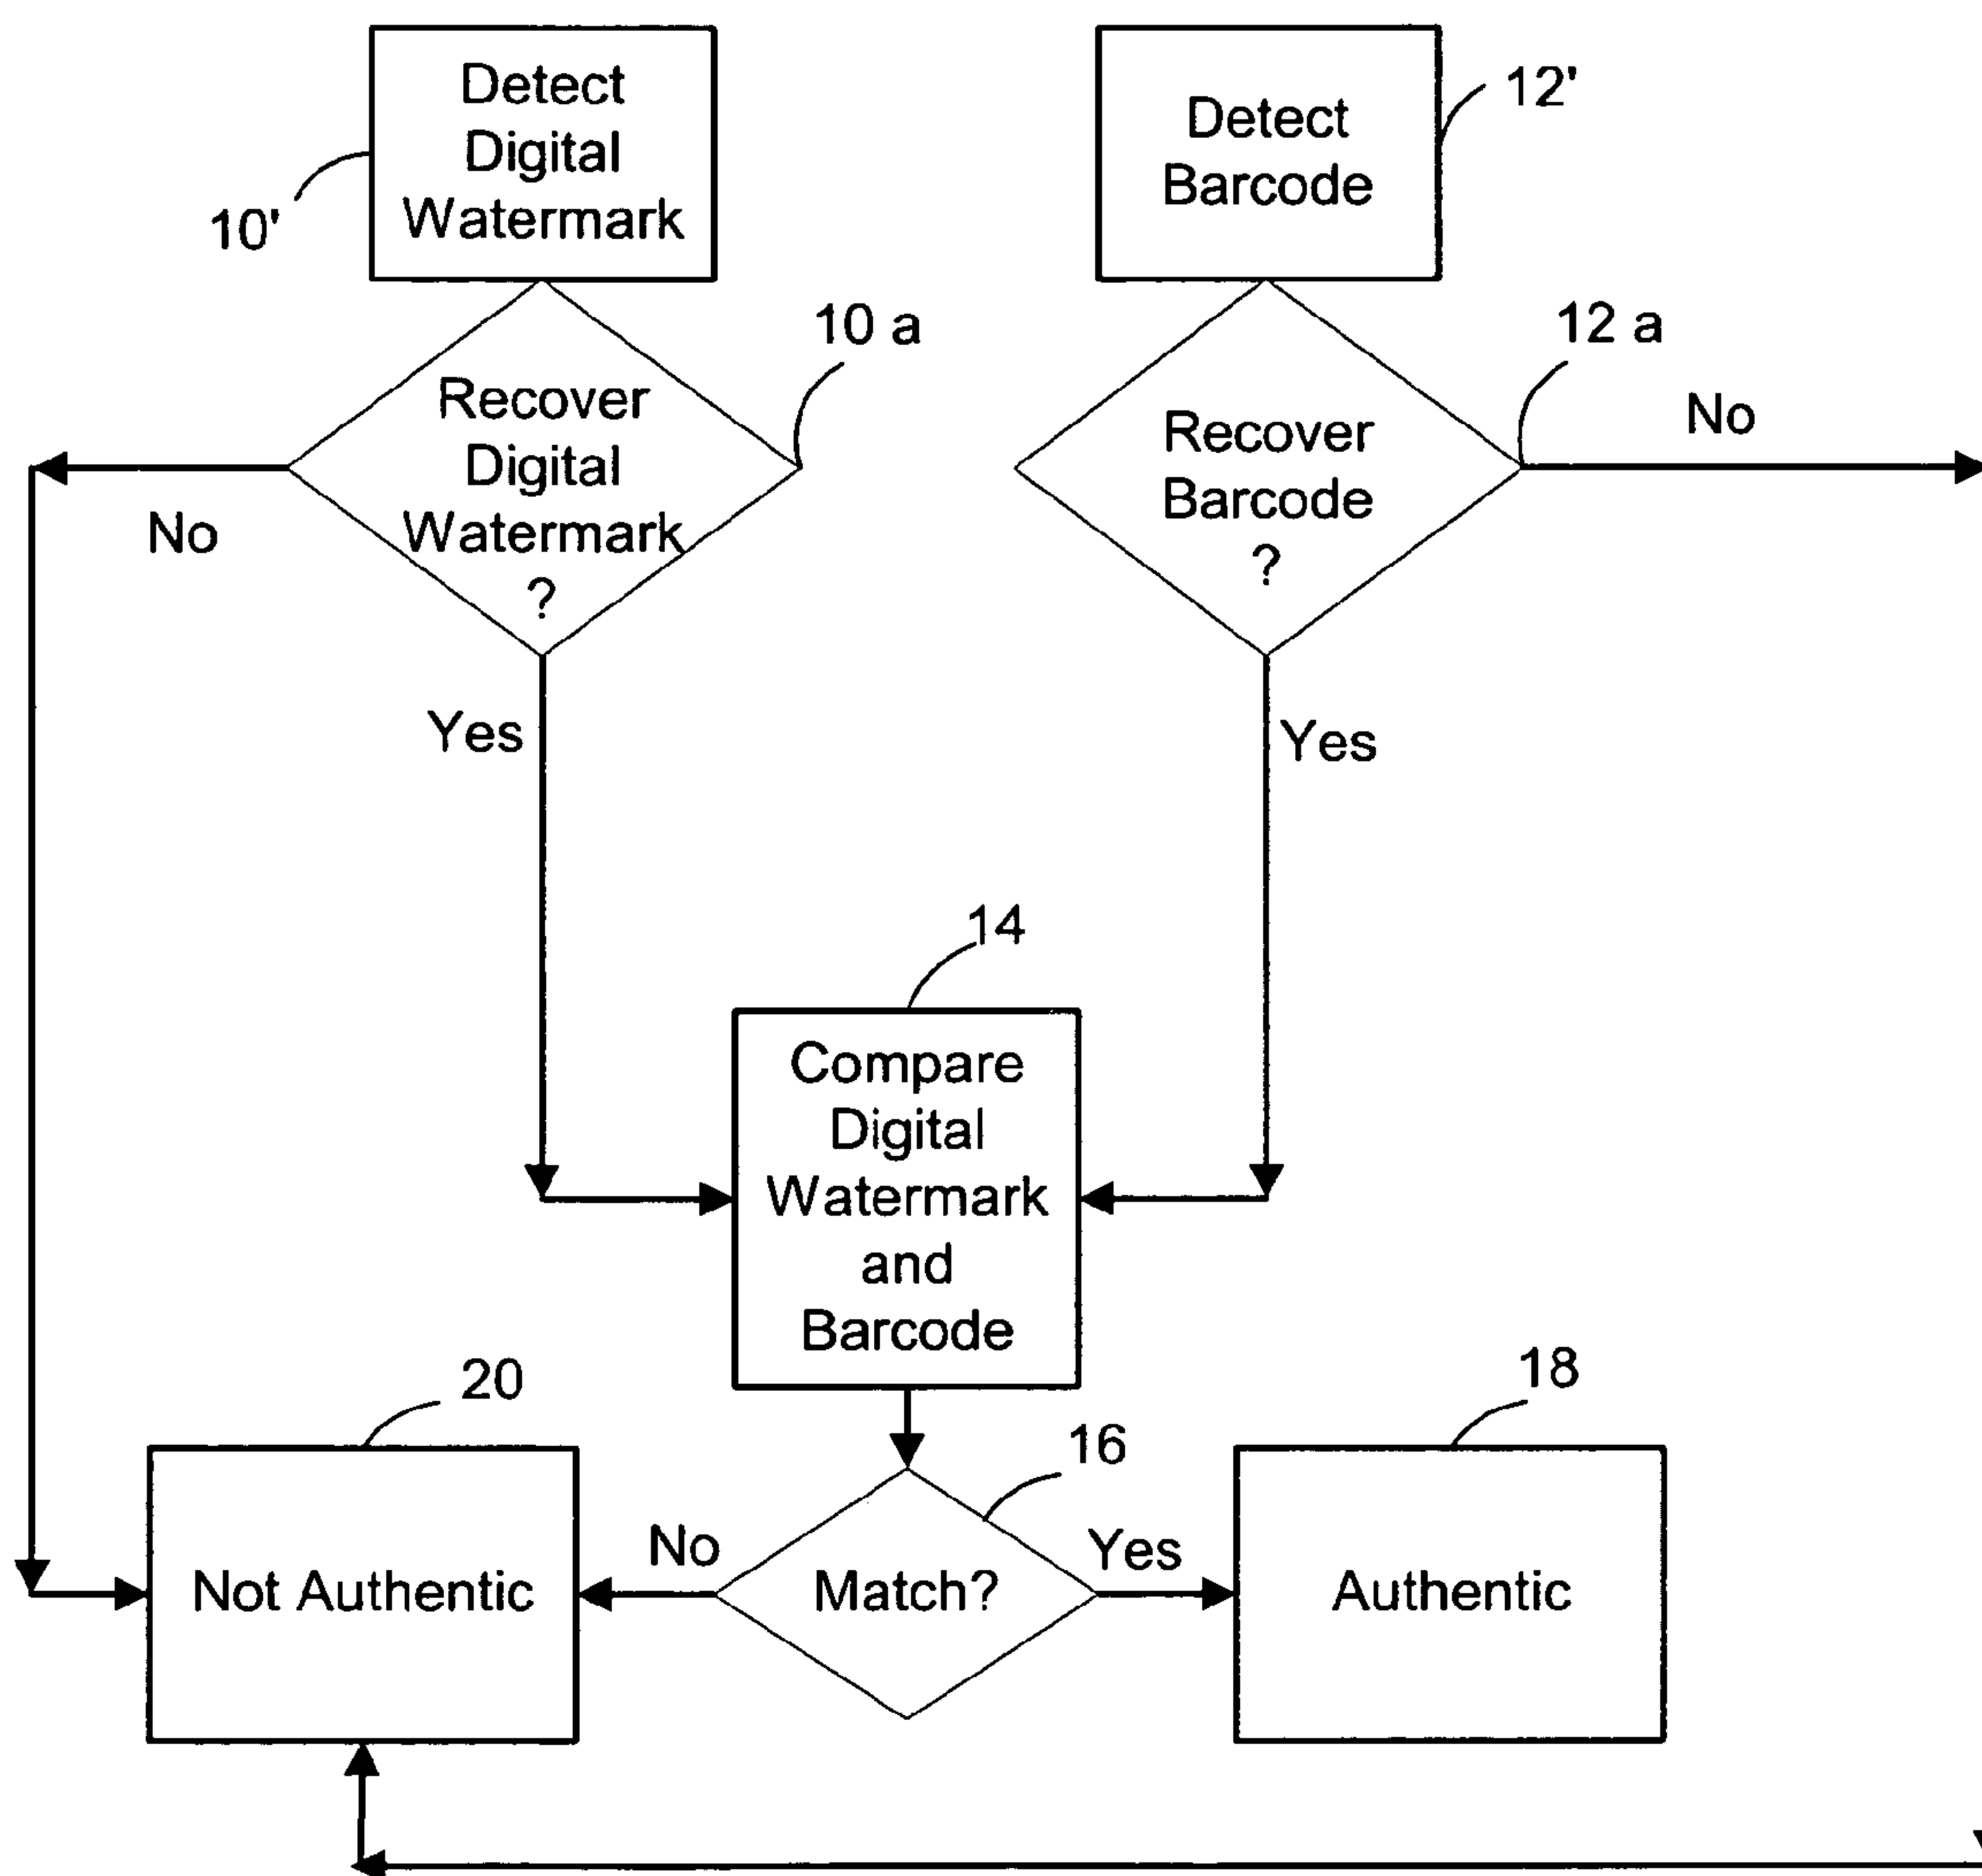 Detect
Digital
Watermark
10'
Detect
Barcode
12'
Recover
Digital
Watermark
?
10 a
Recover
Barcode
?
12 a
No
No
Yes
Yes
14
Compare
Digital
Watermark
and
Barcode
20
18
16
Not Authentic
No
Match?
Yes
Authentic